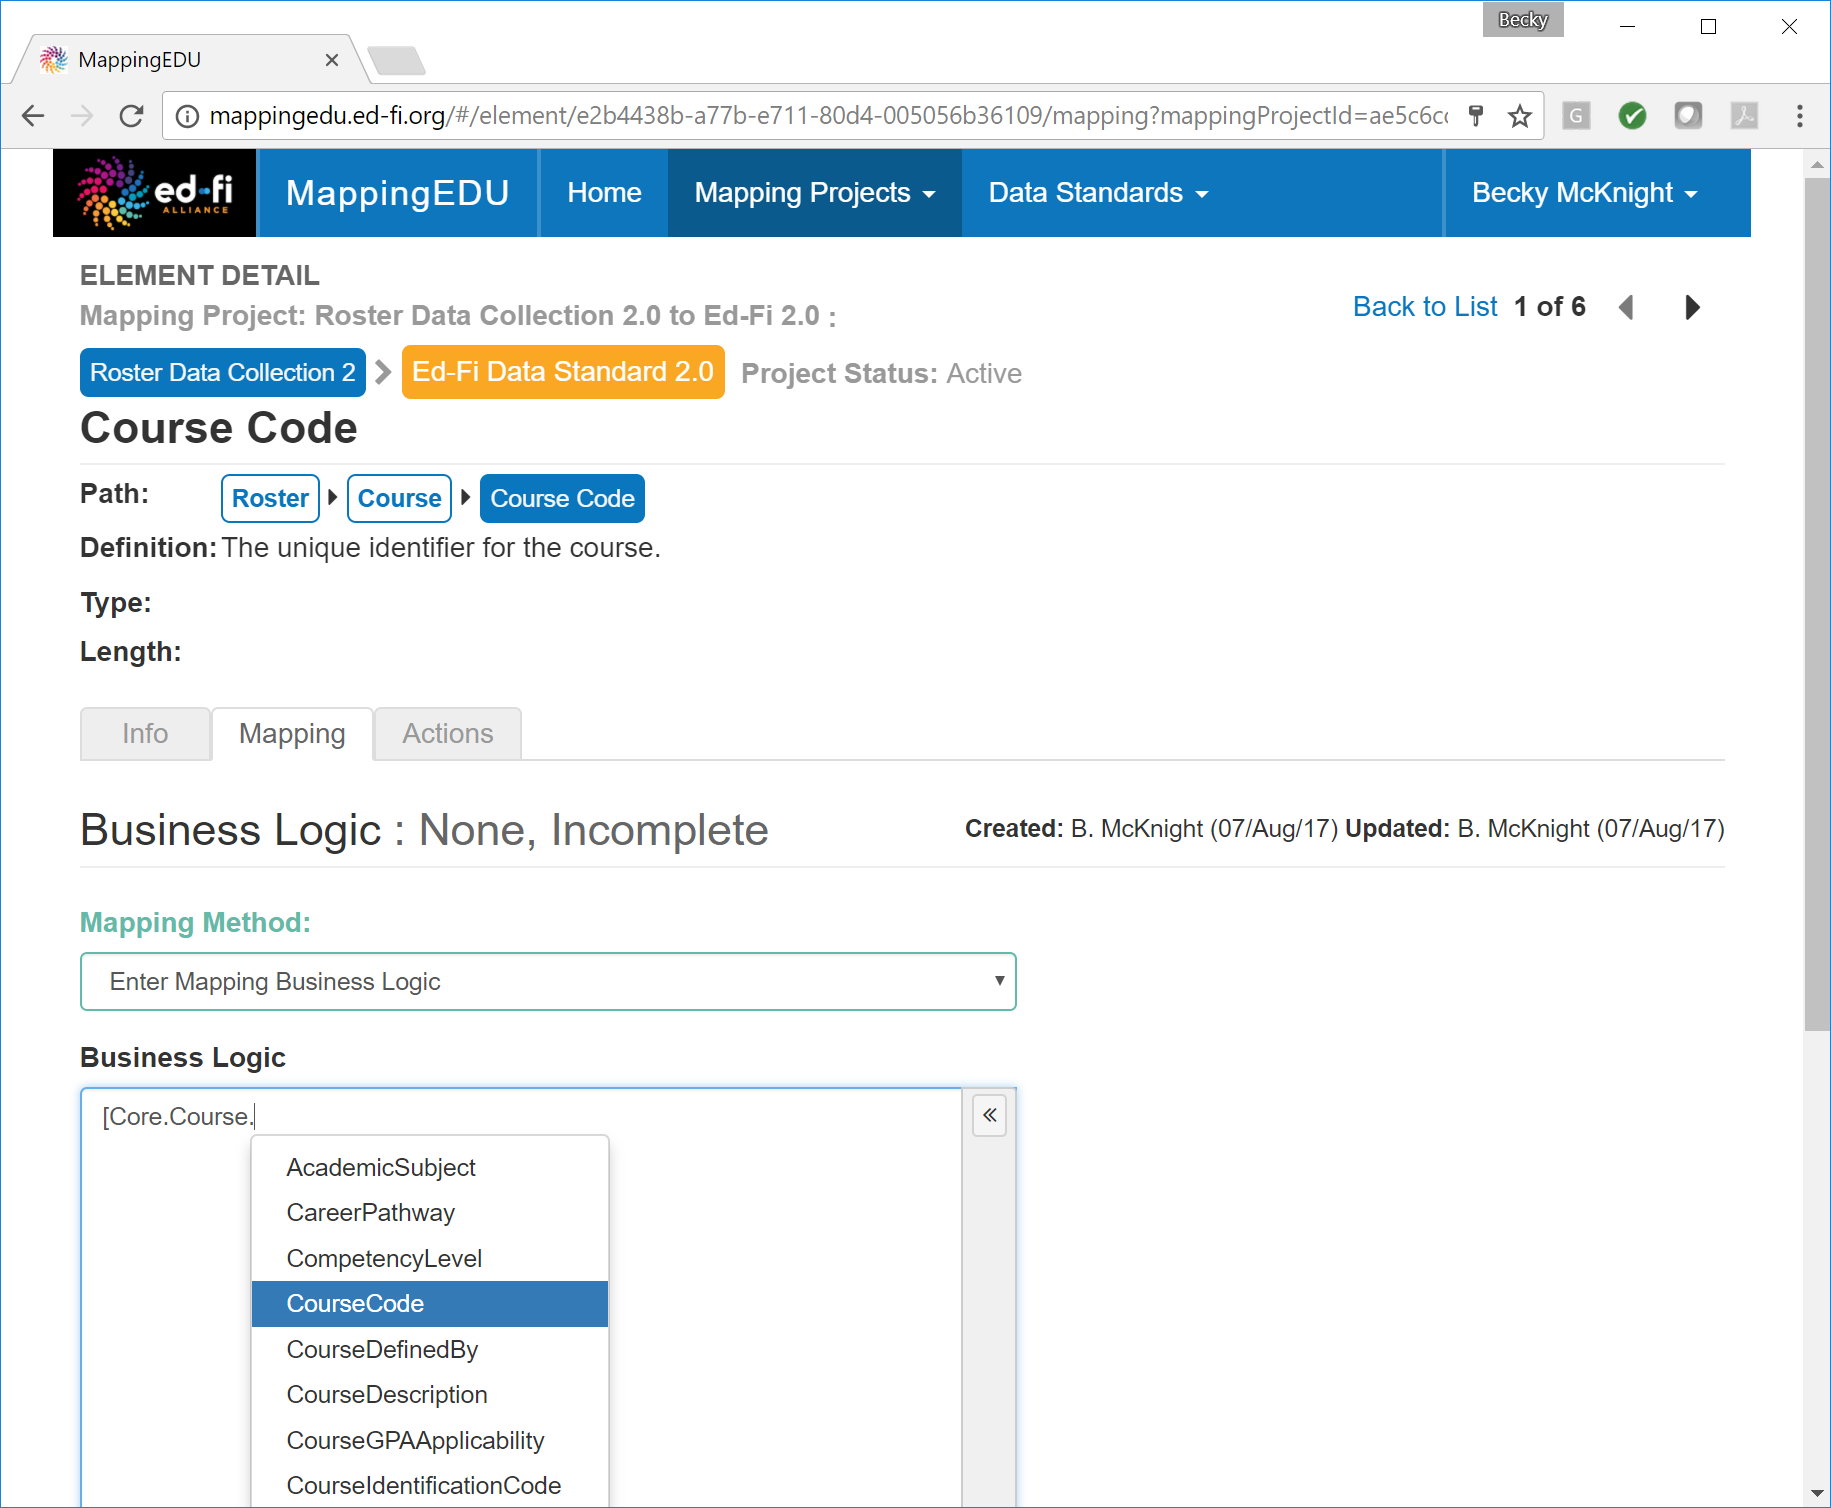 Becky
MappingEDU
mappingedu.ed-fi.org/#/element/e2b4438b-a77b-e711-80d4-005056b36109/mapping?mappingProjectId=ae5c6cc
G
ed-fi
ALLIANCE
MappingEDU
Home
Mapping Projects
Data Standards
Becky McKnight
ELEMENT DETAIL
Mapping Project: Roster Data Collection 2.0 to Ed-Fi 2.0 :
Back to List 1 of 6
Roster Data Collection 2
Ed-Fi Data Standard 2.0
Project Status: Active
Course Code
Path: Roster Course Course Code
Definition: The unique identifier for the course.
Type:
Length:
Info
Mapping
Actions
Business Logic : None, Incomplete
Created: B. McKnight (07/Aug/17) Updated: B. McKnight (07/Aug/17)
Mapping Method:
Enter Mapping Business Logic
Business Logic
[Core.Course.
«
AcademicSubject
CareerPathway
CompetencyLevel
CourseCode
CourseDefinedBy
CourseDescription
CourseGPAApplicability
CourseIdentificationCode